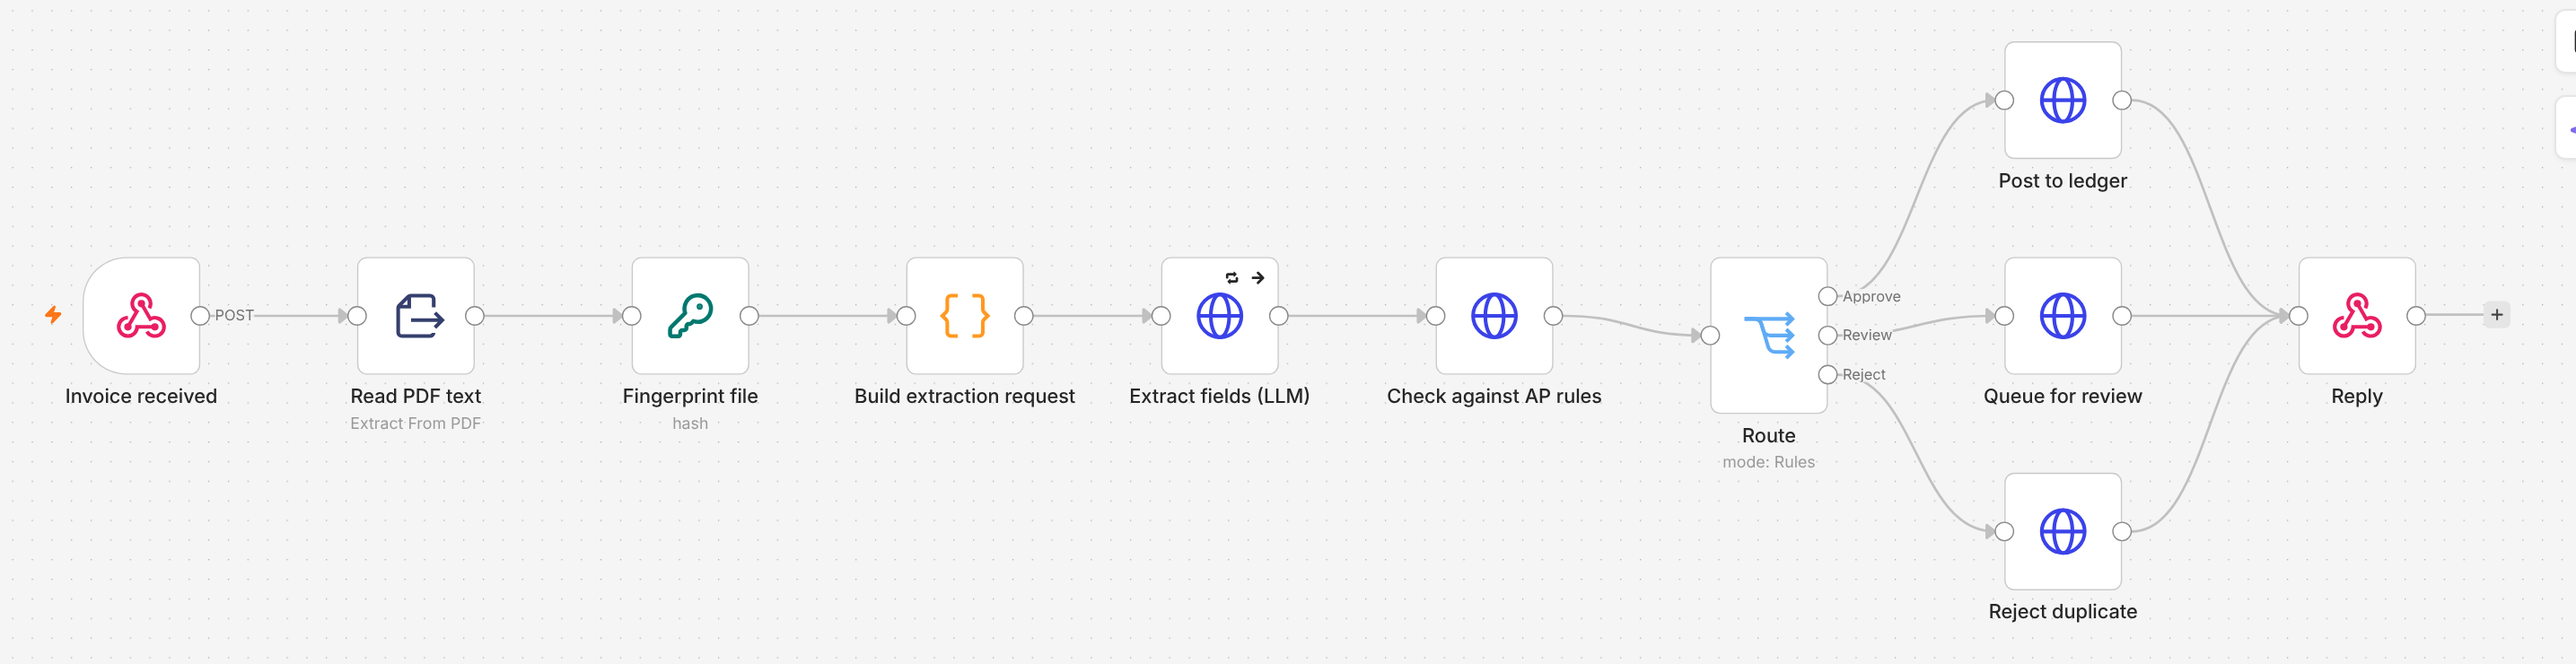 POST
Invoice received
Read PDF text
Extract From PDF
Fingerprint file
hash
Build extraction request
Extract fields (LLM)
Check against AP rules
Approve
Review
Reject
Route
mode: Rules
Post to ledger
Queue for review
Reject duplicate
Reply